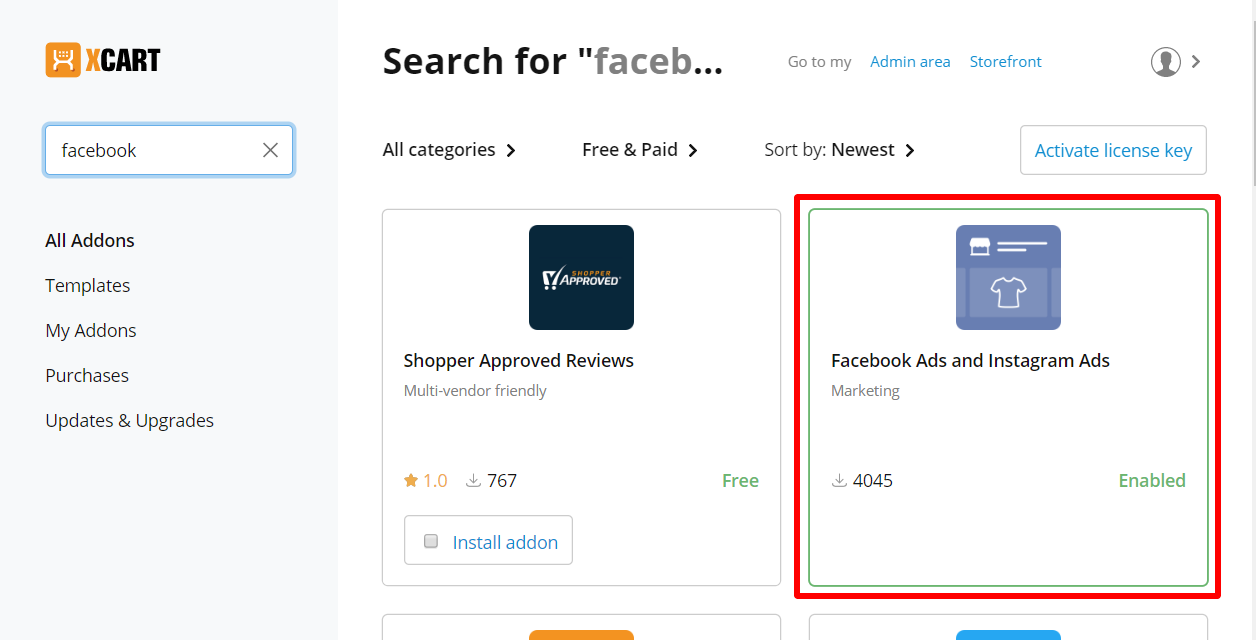 XCART
Search for "faceb...
Go to my Admin area Storefront
facebook
All categories Free & Paid Sort by: Newest Activate license key
All Addons
Templates
My Addons
Purchases
Updates & Upgrades
SHOPPER
APPROVED
Shopper Approved Reviews
Multi-vendor friendly
1.0 767 Free
Install addon
Facebook Ads and Instagram Ads
Marketing
4045 Enabled